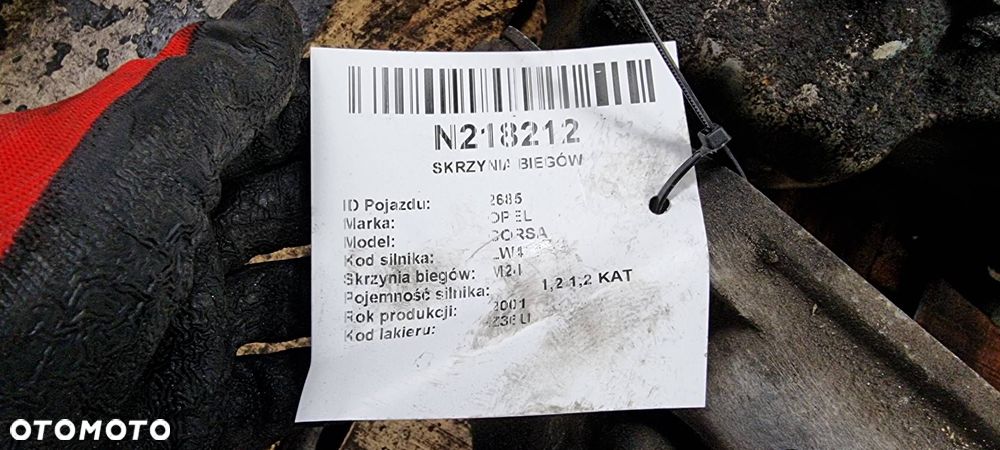 N218212
SKRZYNIA BIEGÓW
ID Pojazdu: 2685
Marka: OPEL
Model: CORSA
Kod silnika:
Skrzynia biegów:
Pojemność silnika: 1,2 1,2 KAT
Rok produkcji: 2001
Kod lakieru:
OTOMOTO